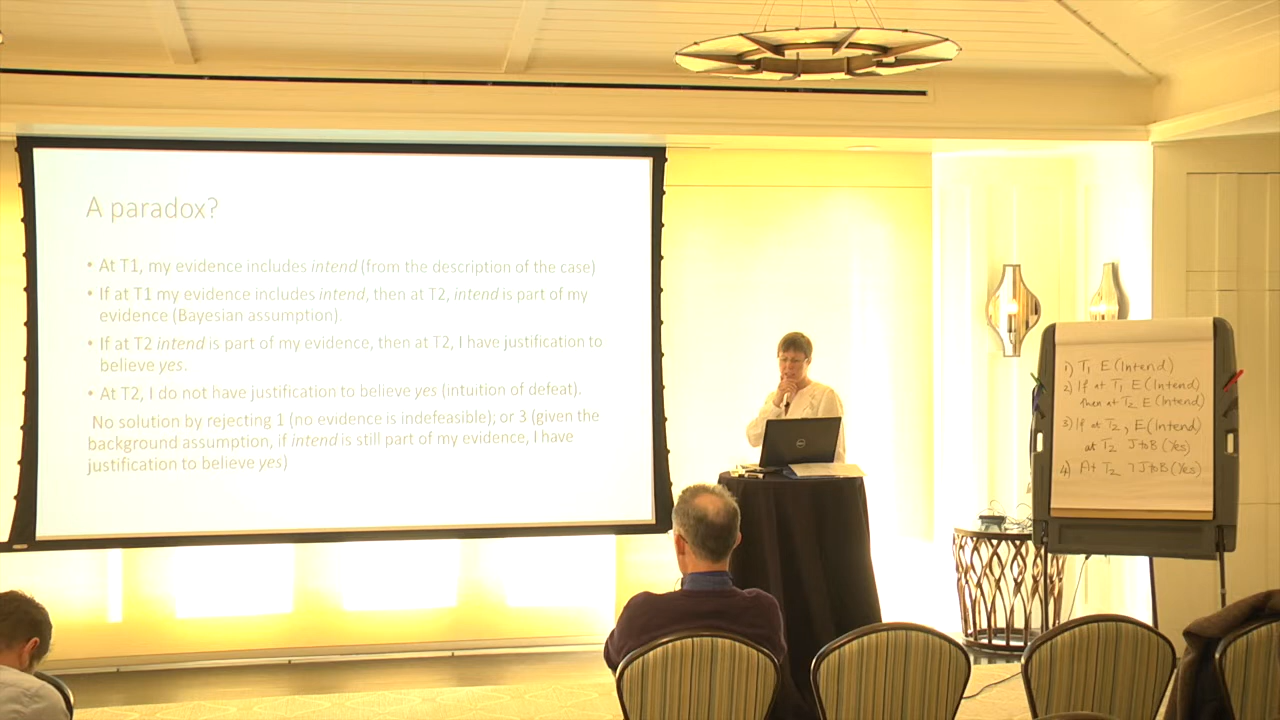 A paradox?
• At T1, my evidence includes intend (from the description of the case)
• If at T1 my evidence includes intend, then at T2, intend is part of my
evidence (Bayesian assumption).
• If at T2 intend is part of my evidence, then at T2, I have justification to
believe yes.
• At T2, I do not have justification to believe yes (intuition of defeat).
No solution by rejecting 1 (no evidence is indefeasible); or 3 (given the
background assumption, if intend is still part of my evidence, I have
justification to believe yes)
DELL
1) T1 E(Intend)
2) If at T1 E(Intend)
then at T2 E(Intend)
3) If at T2, E(Intend)
at T2 JtoB(Yes)
4) At T2 ¬JtoB(Yes)